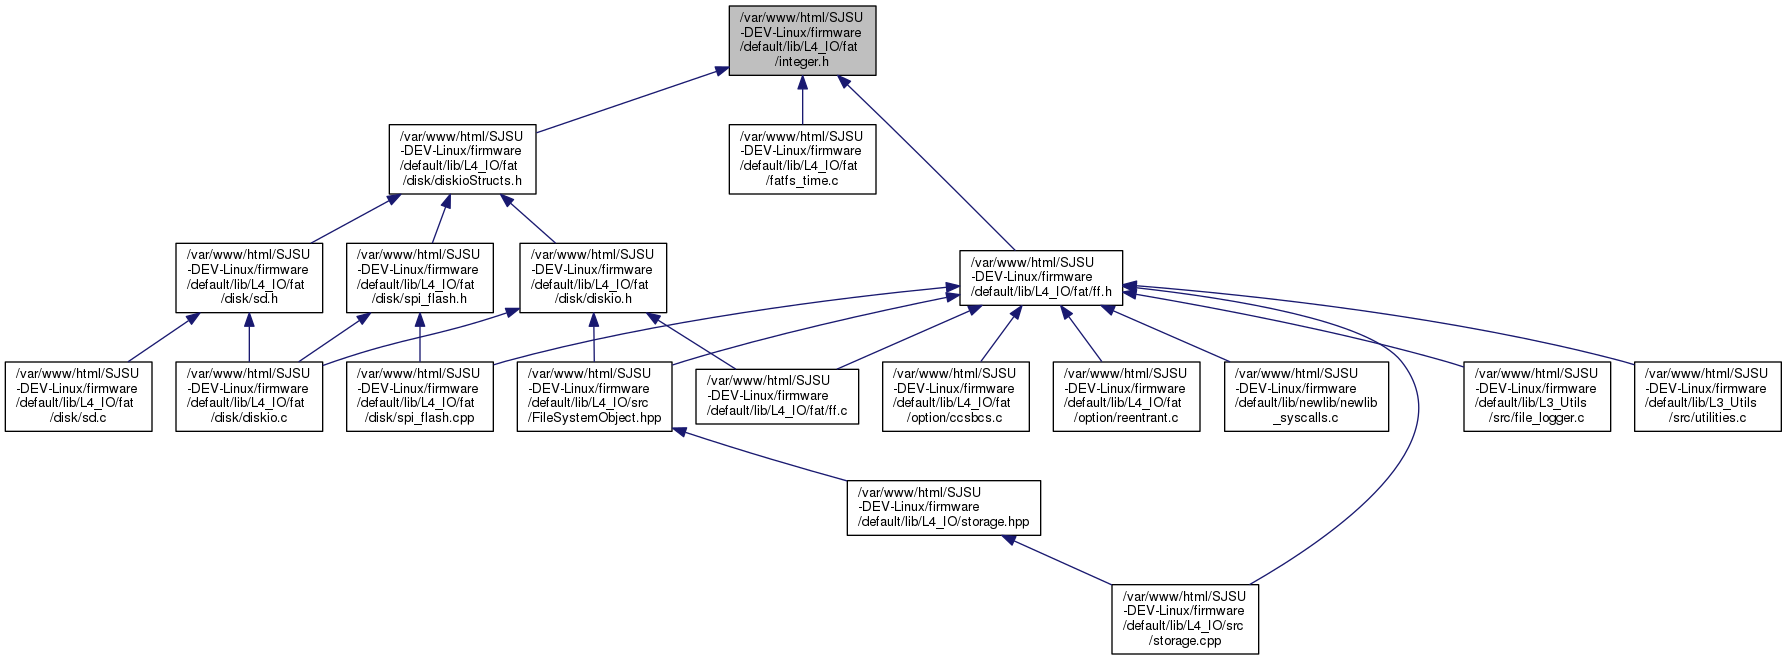 /var/www/html/SJSU
-DEV-Linux/firmware
/default/lib/L4_IO/fat
/integer.h
/var/www/html/SJSU
-DEV-Linux/firmware
/default/lib/L4_IO/fat
/disk/diskioStructs.h
/var/www/html/SJSU
-DEV-Linux/firmware
/default/lib/L4_IO/fat
/fatfs_time.c
/var/www/html/SJSU
-DEV-Linux/firmware
/default/lib/L4_IO/fat
/disk/sd.h
/var/www/html/SJSU
-DEV-Linux/firmware
/default/lib/L4_IO/fat
/disk/spi_flash.h
/var/www/html/SJSU
-DEV-Linux/firmware
/default/lib/L4_IO/fat
/disk/diskio.h
/var/www/html/SJSU
-DEV-Linux/firmware
/default/lib/L4_IO/fat/ff.h
/var/www/html/SJSU
-DEV-Linux/firmware
/default/lib/L4_IO/fat
/disk/sd.c
/var/www/html/SJSU
-DEV-Linux/firmware
/default/lib/L4_IO/fat
/disk/diskio.c
/var/www/html/SJSU
-DEV-Linux/firmware
/default/lib/L4_IO/fat
/disk/spi_flash.cpp
/var/www/html/SJSU
-DEV-Linux/firmware
/default/lib/L4_IO/src
/FileSystemObject.hpp
/var/www/html/SJSU
-DEV-Linux/firmware
/default/lib/L4_IO/fat/ff.c
/var/www/html/SJSU
-DEV-Linux/firmware
/default/lib/L4_IO/fat
/option/ccsbcs.c
/var/www/html/SJSU
-DEV-Linux/firmware
/default/lib/L4_IO/fat
/option/reentrant.c
/var/www/html/SJSU
-DEV-Linux/firmware
/default/lib/newlib/newlib
_syscalls.c
/var/www/html/SJSU
-DEV-Linux/firmware
/default/lib/L3_Utils
/src/file_logger.c
/var/www/html/SJSU
-DEV-Linux/firmware
/default/lib/L3_Utils
/src/utilities.c
/var/www/html/SJSU
-DEV-Linux/firmware
/default/lib/L4_IO/storage.hpp
/var/www/html/SJSU
-DEV-Linux/firmware
/default/lib/L4_IO/src
/storage.cpp